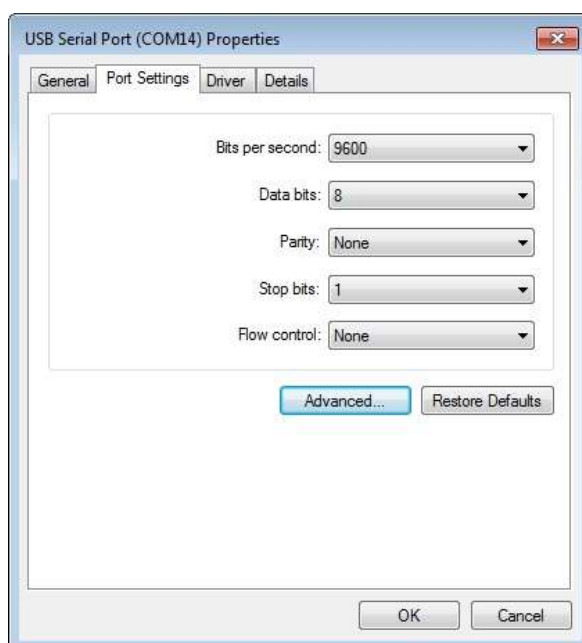 USB Serial Port (COM14) Properties
General Port Settings Driver Details
Bits per second: 9600
Data bits: 8
Parity: None
Stop bits: 1
Flow control: None
Advanced... Restore Defaults
OK Cancel